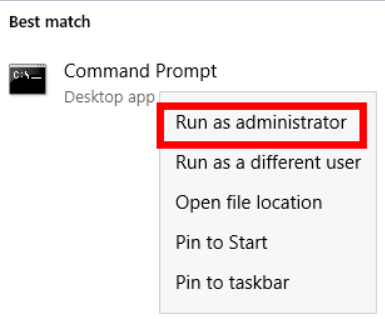 Best match
C:\_
Command Prompt
Desktop app
Run as administrator
Run as a different user
Open file location
Pin to Start
Pin to taskbar